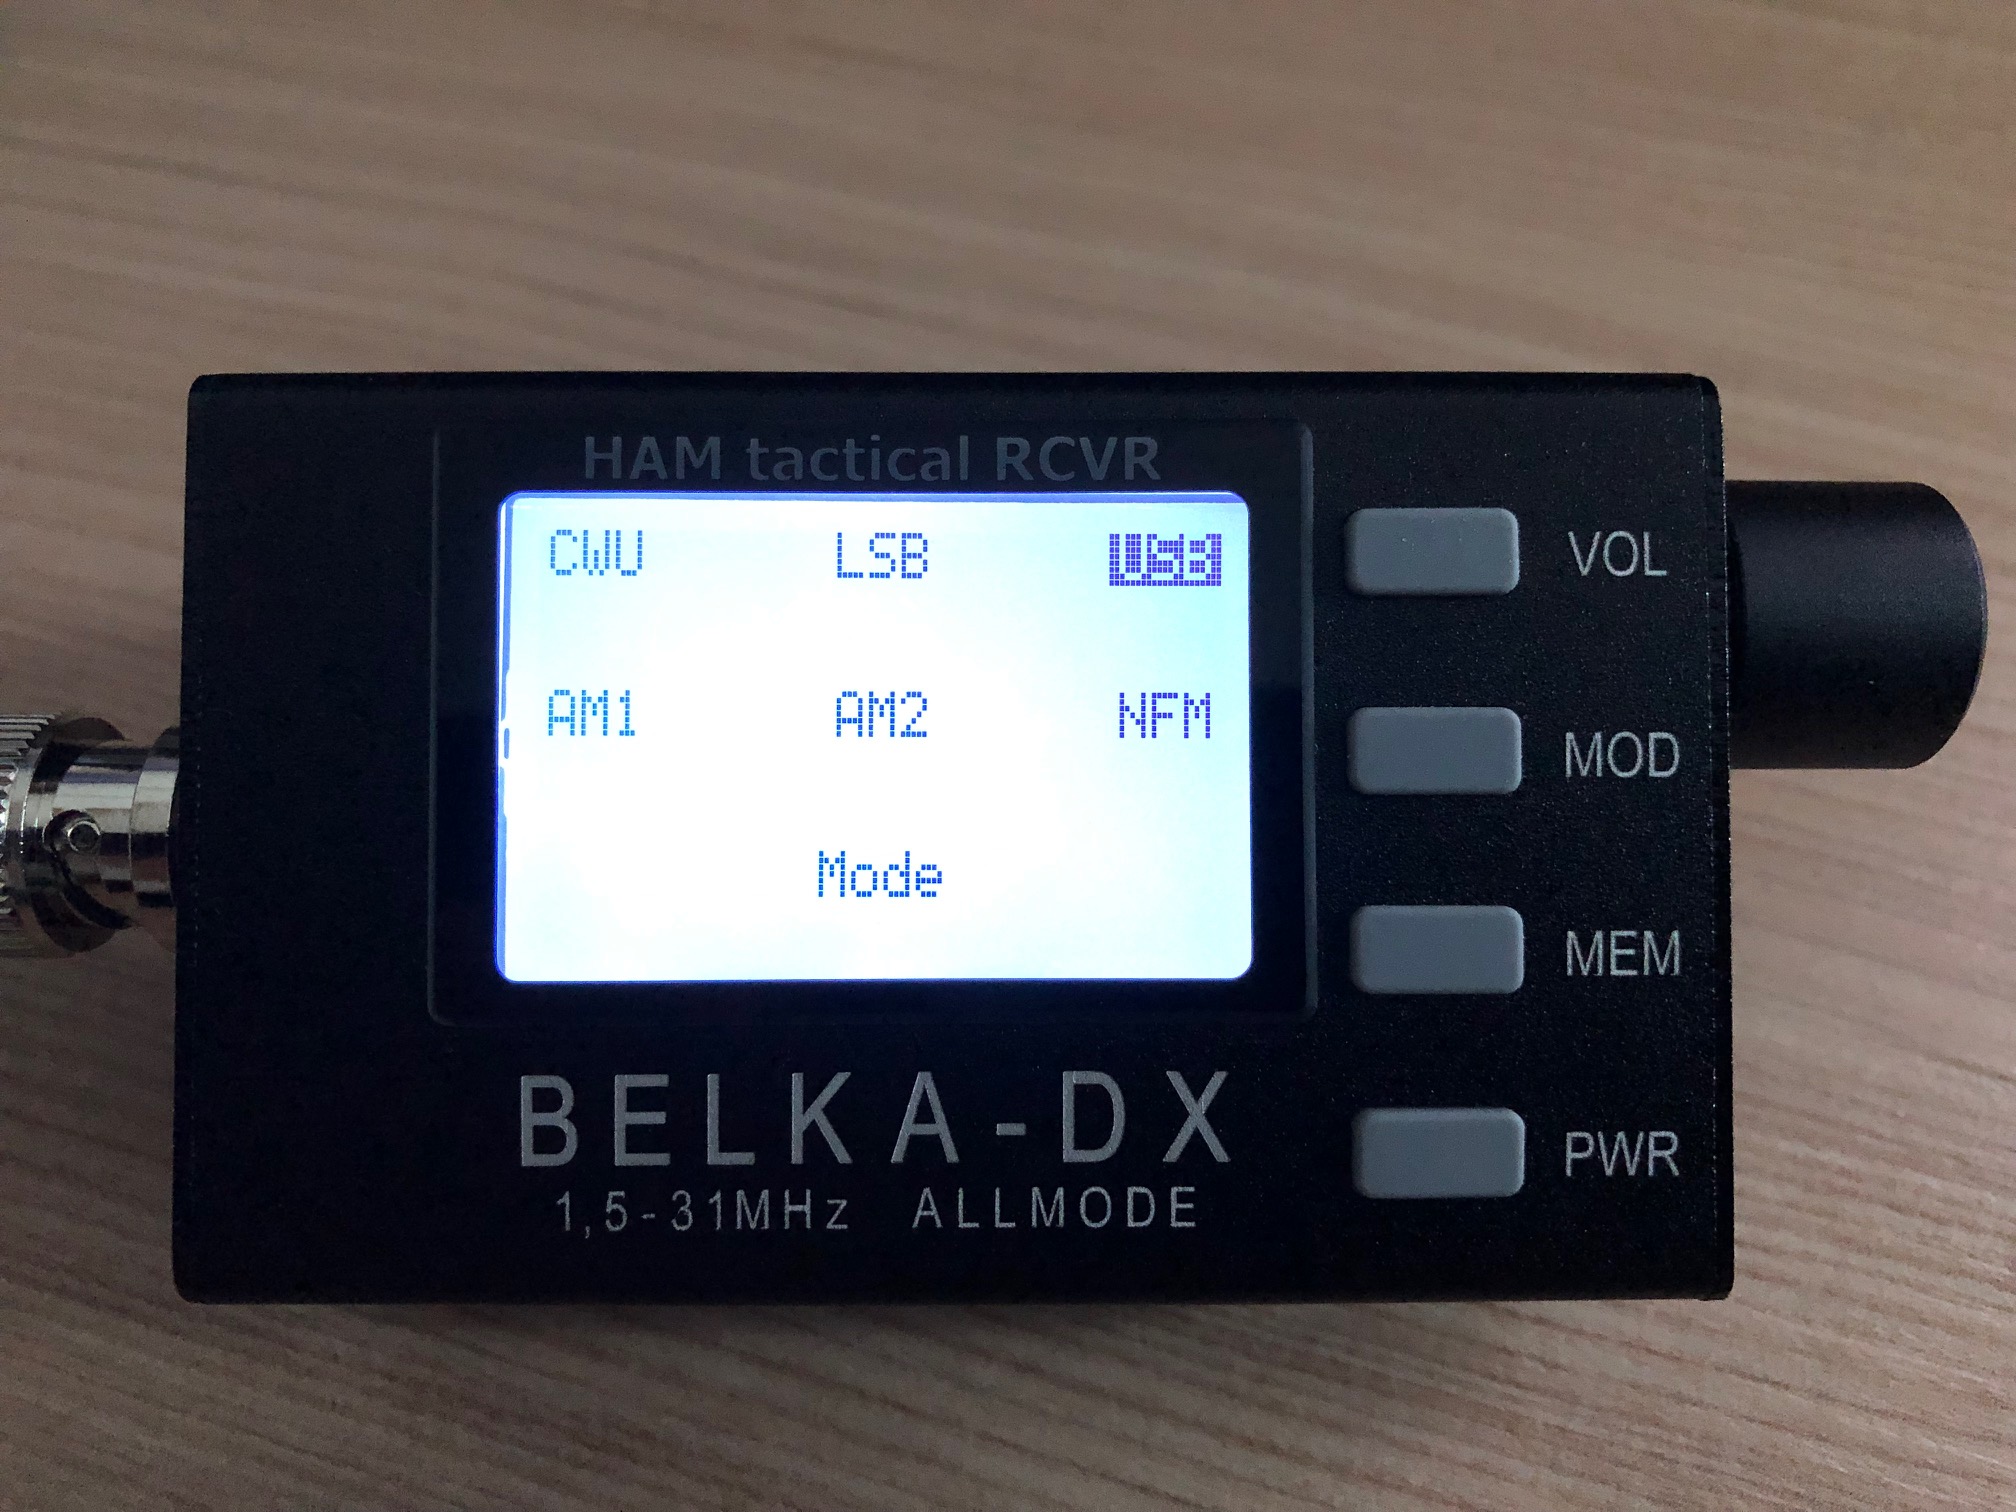 HAM tactical RCVR
CWU LSB USB
AM1 AM2 NFM
Mode
VOL
MOD
MEM
PWR
BELKA-DX
1,5-31MHz ALLMODE